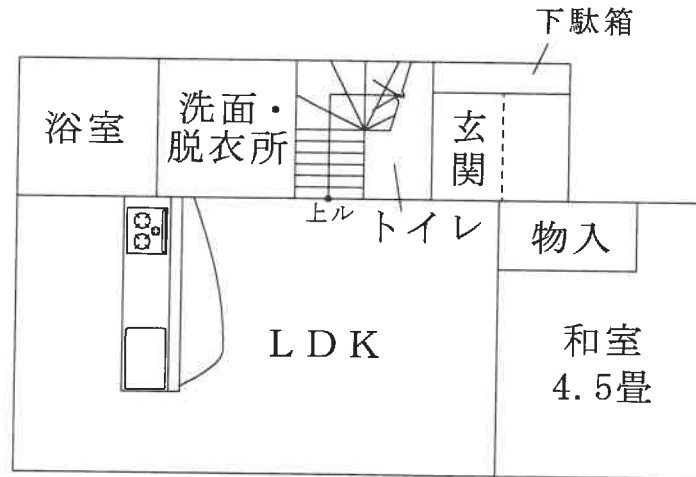 下駄箱
浴室
洗面・
脱衣所
玄
関
上ル
トイレ
物入
LDK
和室
4.5畳